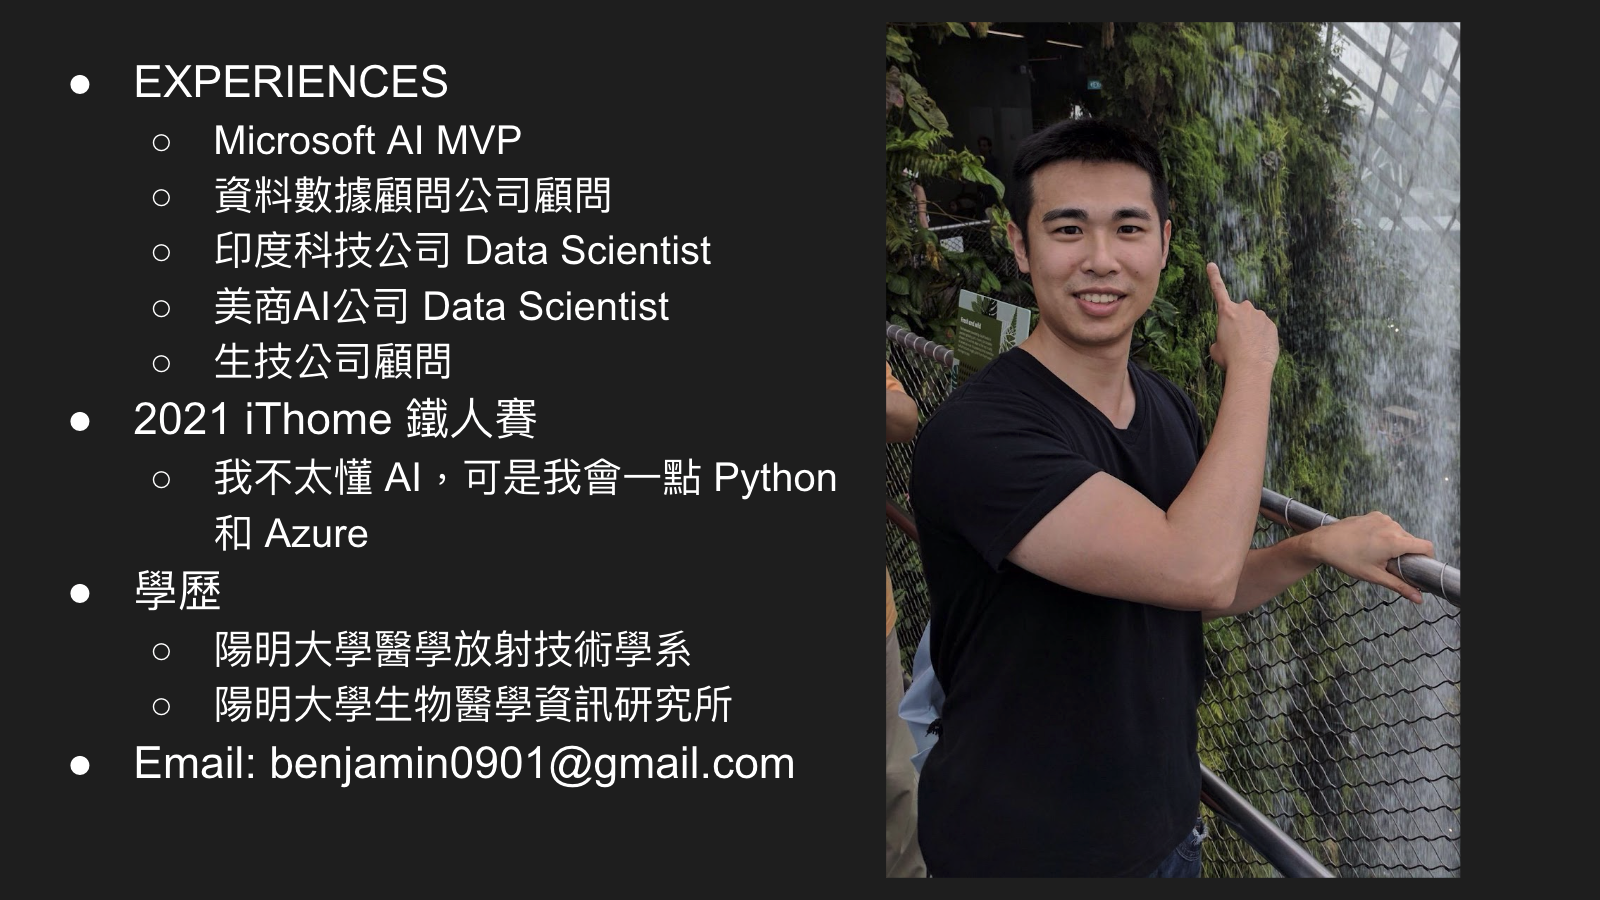 EXPERIENCES
Microsoft AI MVP
資料數據顧問公司顧問
印度科技公司 Data Scientist
美商AI公司 Data Scientist
生技公司顧問
2021 iThome 鐵人賽
我不太懂 AI，可是我會一點 Python
和 Azure
學歷
陽明大學醫學放射技術學系
陽明大學生物醫學資訊研究所
Email: benjamin0901@gmail.com